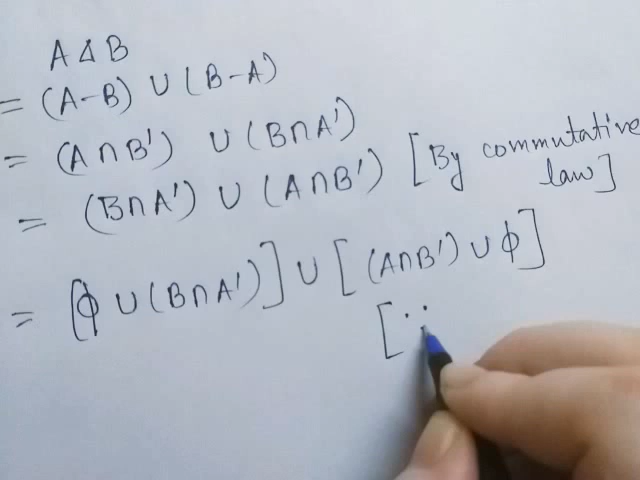 A Δ B
= (A-B) ∪ (B-A)
= (A∩B') ∪ (B∩A')
= (B∩A') ∪ (A∩B') [By commutative law]
= [ϕ ∪ (B∩A')] ∪ [(A∩B') ∪ ϕ]
[∵